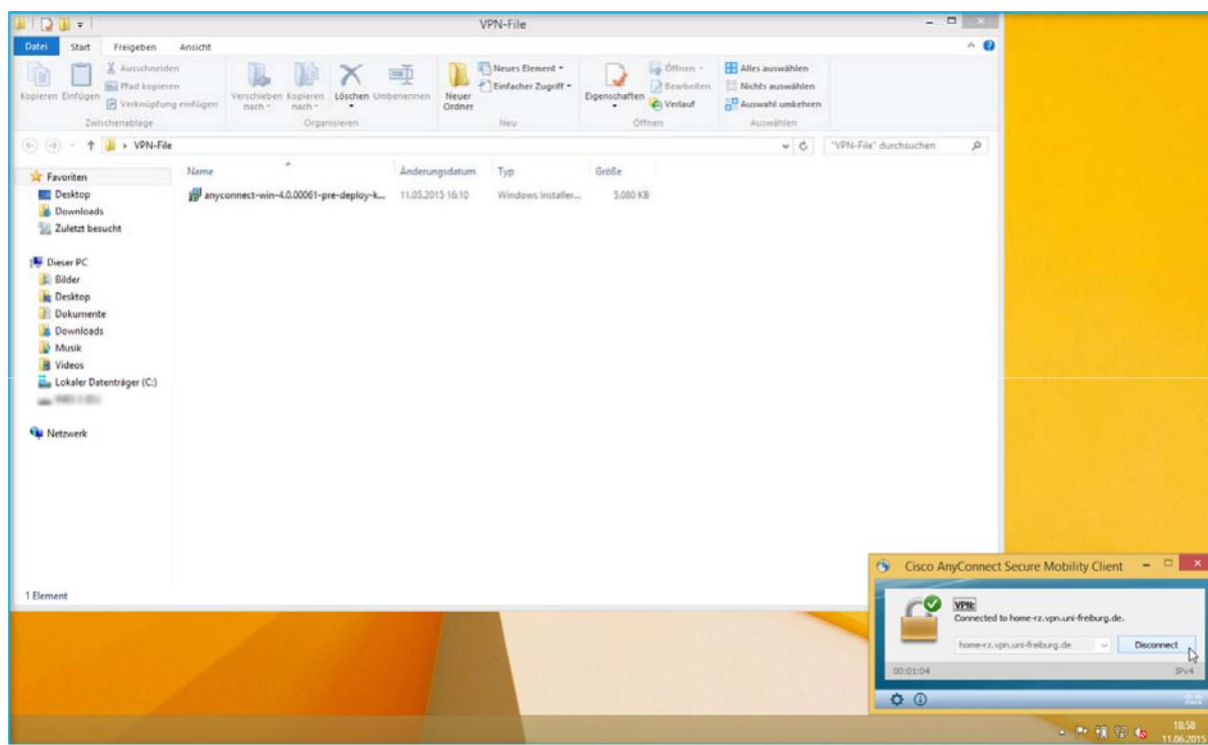 VPN-File
Datei Start Freigeben Ansicht
Kopieren Einfügen
Ausschneiden
Pfad kopieren
Verknüpfung einfügen
Zwischenablage
Verschieben nach
Kopieren nach
Löschen
Umbenennen
Organisieren
Neuer Ordner
Neues Element
Einfacher Zugriff
Neu
Eigenschaften
Öffnen
Bearbeiten
Verlauf
Öffnen
Alles auswählen
Nichts auswählen
Auswahl umkehren
Auswählen
VPN-File
"VPN-File" durchsuchen
Favoriten
Desktop
Downloads
Zuletzt besucht
Dieser PC
Bilder
Desktop
Dokumente
Downloads
Musik
Videos
Lokaler Datenträger (C:)
Netzwerk
Name Änderungsdatum Typ Größe
anyconnect-win-4.0.00061-pre-deploy-k... 11.05.2015 16:10 Windows Installer... 5.080 KB
1 Element
Cisco AnyConnect Secure Mobility Client
VPN:
Connected to home-rz.vpn.uni-freiburg.de.
home-rz.vpn.uni-freiburg.de
Disconnect
00:01:04 IPv4
18:58
11.06.2015